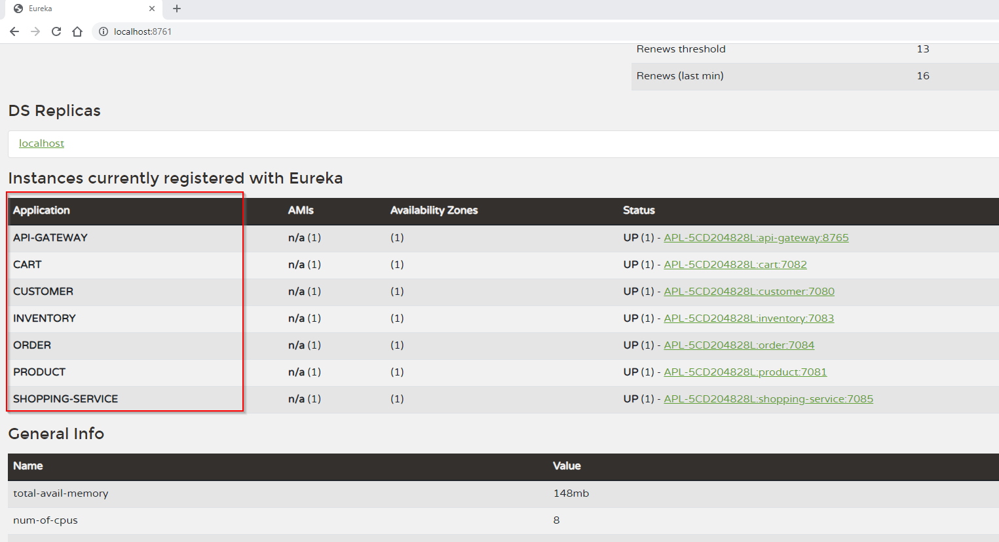 Eureka
localhost:8761
Renews threshold 13
Renews (last min) 16
DS Replicas
localhost
Instances currently registered with Eureka
Application AMIs Availability Zones Status
API-GATEWAY n/a (1) (1) UP (1) - APL-5CD204828L:api-gateway:8765
CART n/a (1) (1) UP (1) - APL-5CD204828L:cart:7082
CUSTOMER n/a (1) (1) UP (1) - APL-5CD204828L:customer:7080
INVENTORY n/a (1) (1) UP (1) - APL-5CD204828L:inventory:7083
ORDER n/a (1) (1) UP (1) - APL-5CD204828L:order:7084
PRODUCT n/a (1) (1) UP (1) - APL-5CD204828L:product:7081
SHOPPING-SERVICE n/a (1) (1) UP (1) - APL-5CD204828L:shopping-service:7085
General Info
Name Value
total-avail-memory 148mb
num-of-cpus 8